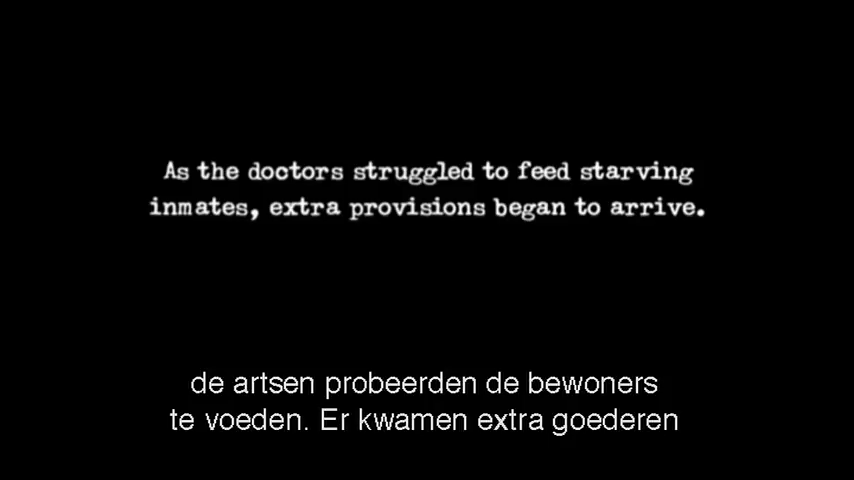 As the doctors struggled to feed starving
inmates, extra provisions began to arrive.
de artsen probeerden de bewoners
te voeden. Er kwamen extra goederen